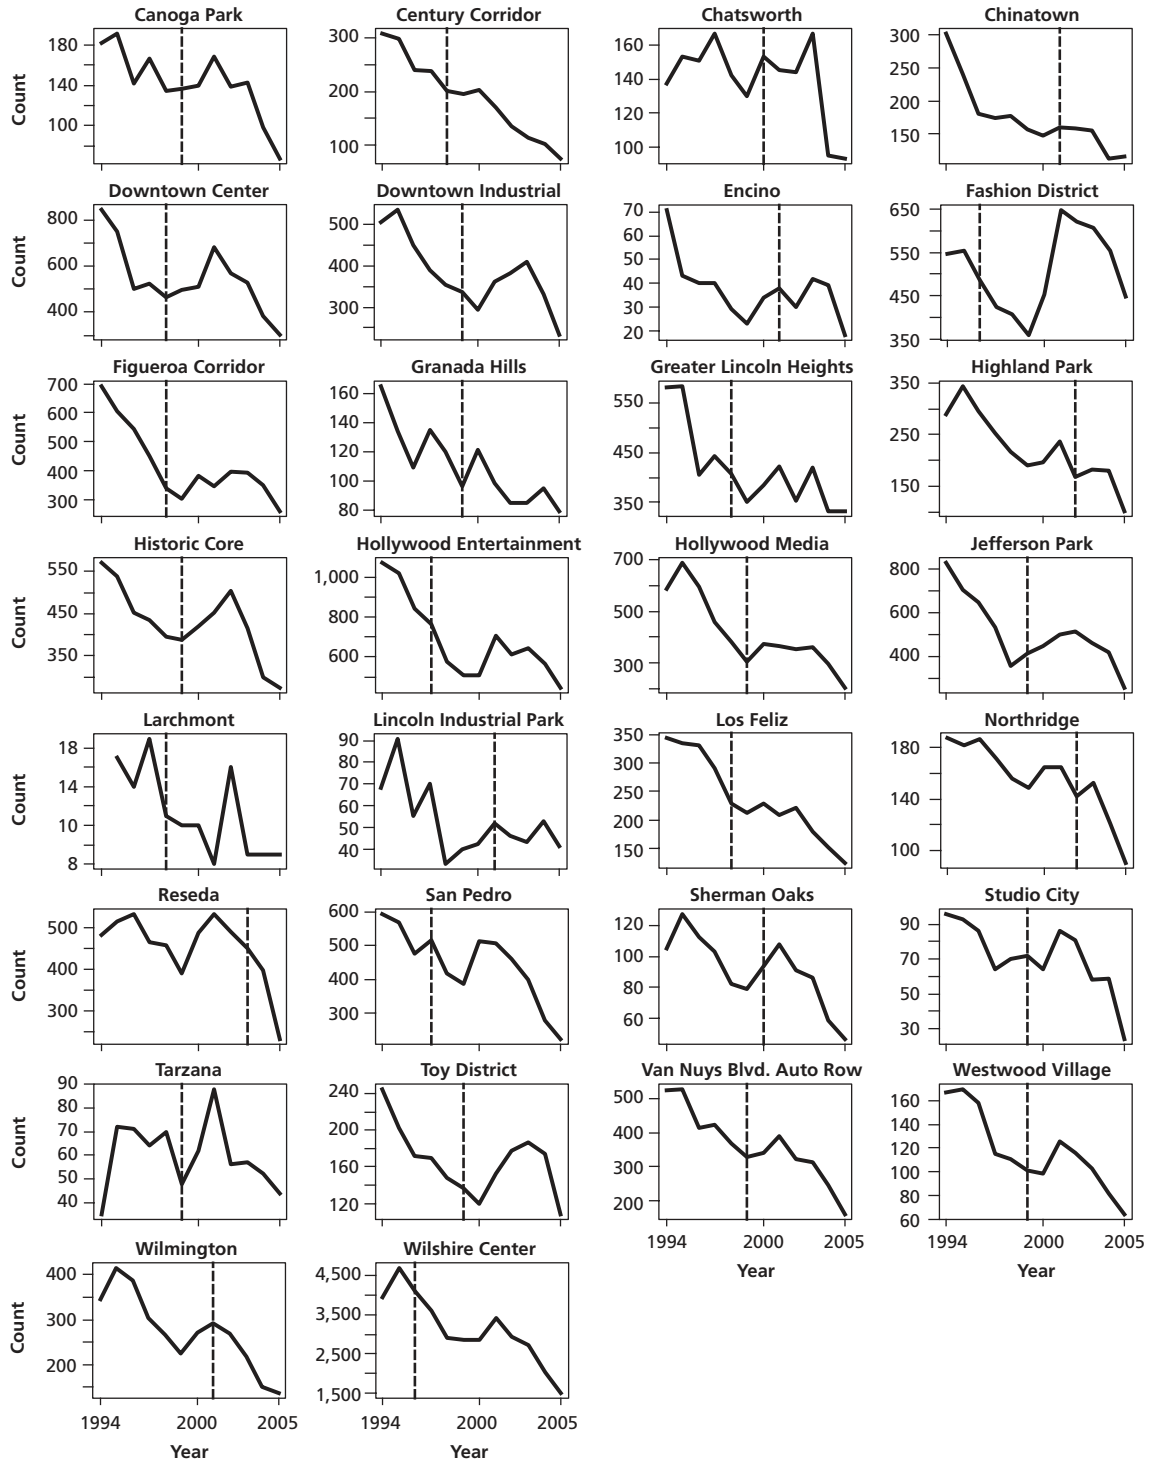 Canoga Park
Century Corridor
Chatsworth
Chinatown
Count
180
140
100
300
200
100
160
140
120
100
300
250
200
150
Downtown Center
Downtown Industrial
Encino
Fashion District
Count
800
600
400
500
400
300
70
60
50
40
30
20
650
550
450
350
Figueroa Corridor
Granada Hills
Greater Lincoln Heights
Highland Park
Count
700
600
500
400
300
160
140
120
100
80
550
450
350
350
250
150
Historic Core
Hollywood Entertainment
Hollywood Media
Jefferson Park
Count
550
450
350
1,000
800
600
700
500
300
800
600
400
Larchmont
Lincoln Industrial Park
Los Feliz
Northridge
Count
18
14
10
8
90
80
70
60
50
40
350
300
250
200
150
180
140
100
Reseda
San Pedro
Sherman Oaks
Studio City
Count
500
400
300
600
500
400
300
120
100
80
60
90
70
50
30
Tarzana
Toy District
Van Nuys Blvd. Auto Row
Westwood Village
Count
90
80
70
60
50
40
240
200
160
120
500
400
300
200
160
120
100
80
60
1994 2000 2005
Year
1994 2000 2005
Year
Wilmington
Wilshire Center
Count
400
300
200
4,500
3,500
2,500
1,500
1994 2000 2005
Year
1994 2000 2005
Year